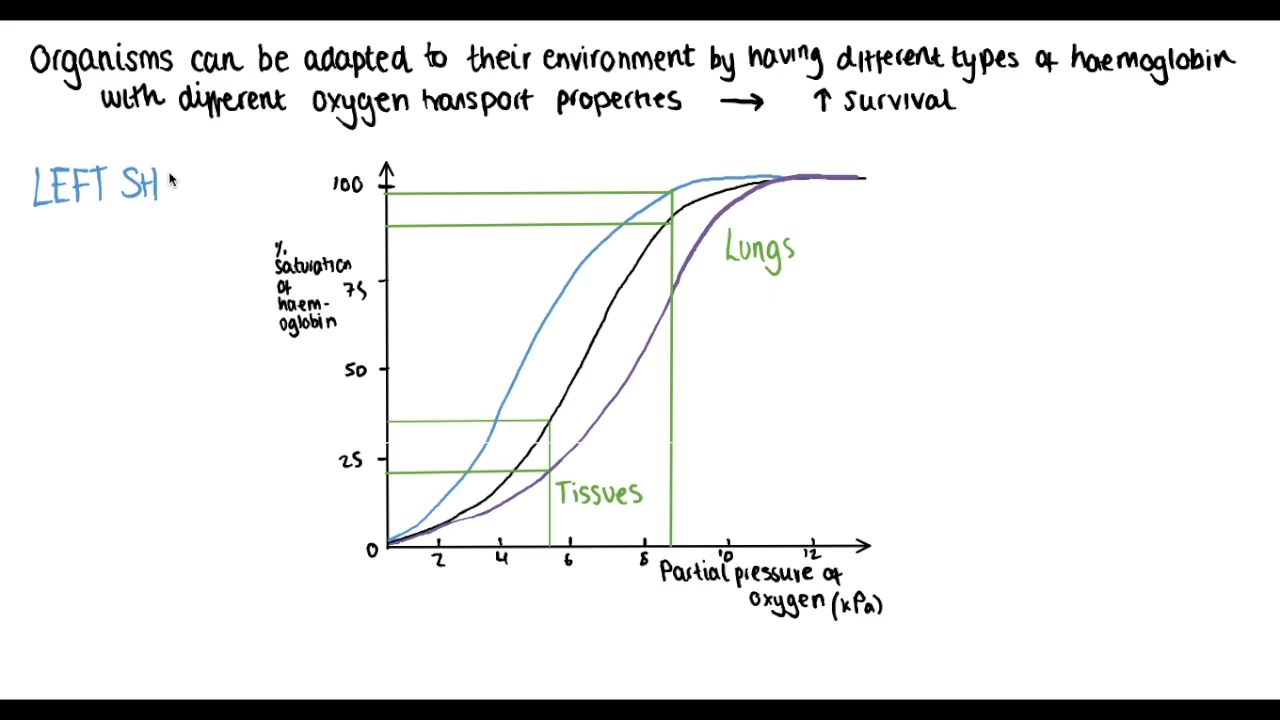 Organisms can be adapted to their environment by having different types of haemoglobin
with different oxygen transport properties → ↑ survival
LEFT SH
100
%
saturation
of
haem-
oglobin
75
50
25
0
2 4 6 8 10 12
Lungs
Tissues
Partial pressure of
oxygen (kPa)